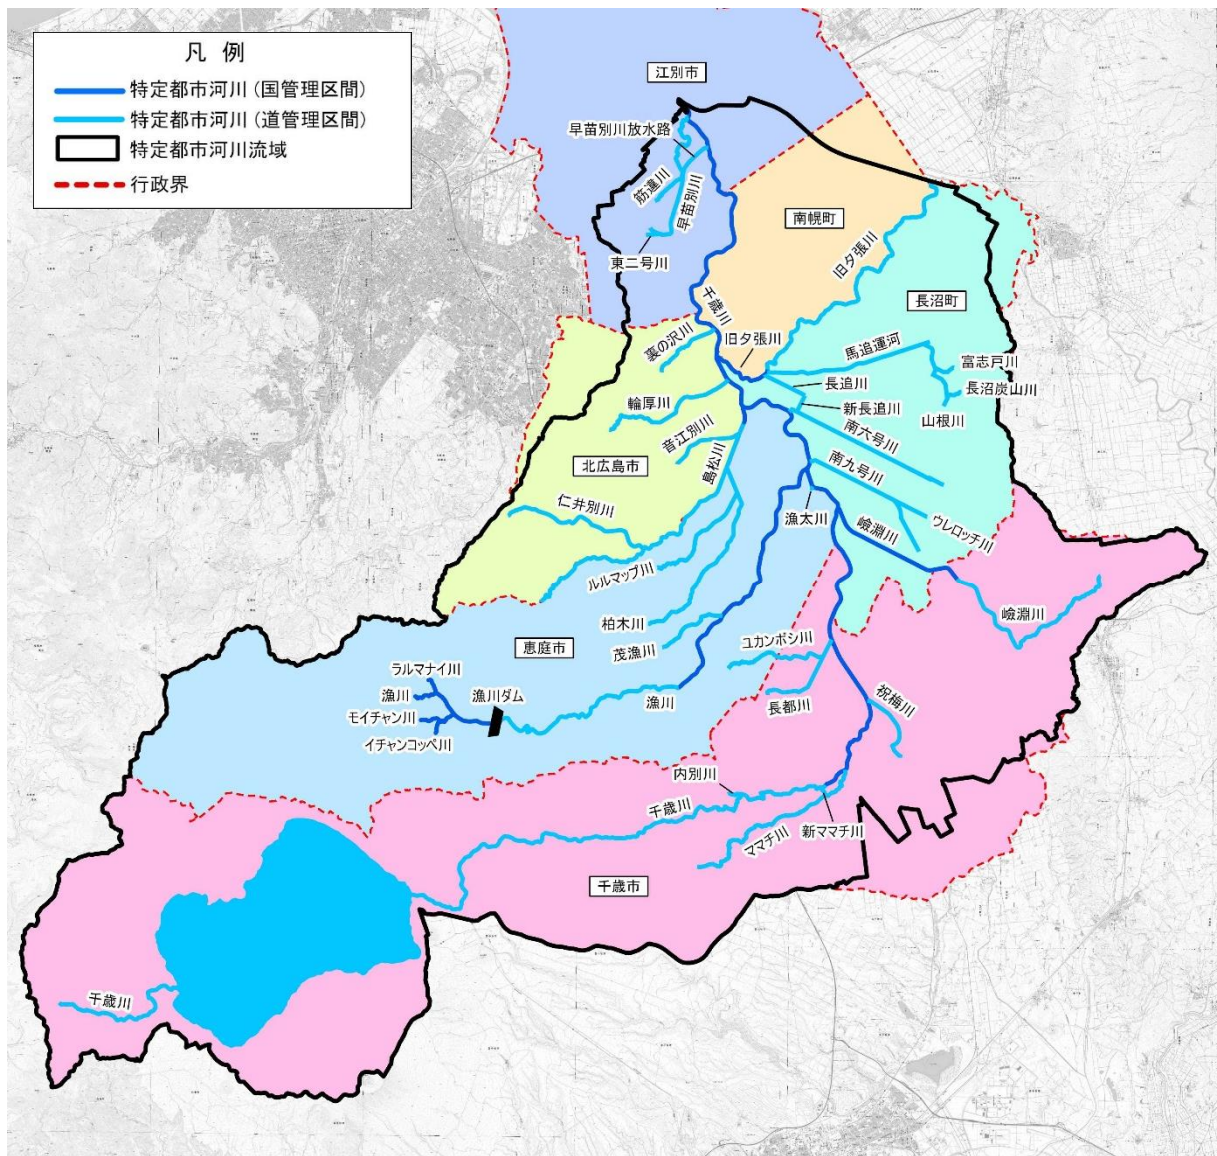 凡 例
特定都市河川 (国管理区間)
特定都市河川 (道管理区間)
特定都市河川流域
行政界
江別市
早苗別川放水路
筋違川
早苗別川
東二号川
南幌町
旧夕張川
千歳川
長沼町
裏の沢川
旧夕張川
馬追運河
富志戸川
長追川
長沼炭山川
輪厚川
新長追川
山根川
音江別川
南六号川
島松川
北広島市
南九号川
仁井別川
漁太川
嶮淵川
ウレロッチ川
ルルマップ川
柏木川
嶮淵川
茂漁川
ユカンボシ川
恵庭市
ラルマナイ川
漁川
漁川ダム
漁川
長都川
祝梅川
モイチャン川
イチャンコッペ川
内別川
千歳川
ママチ川
新ママチ川
千歳市
千歳川